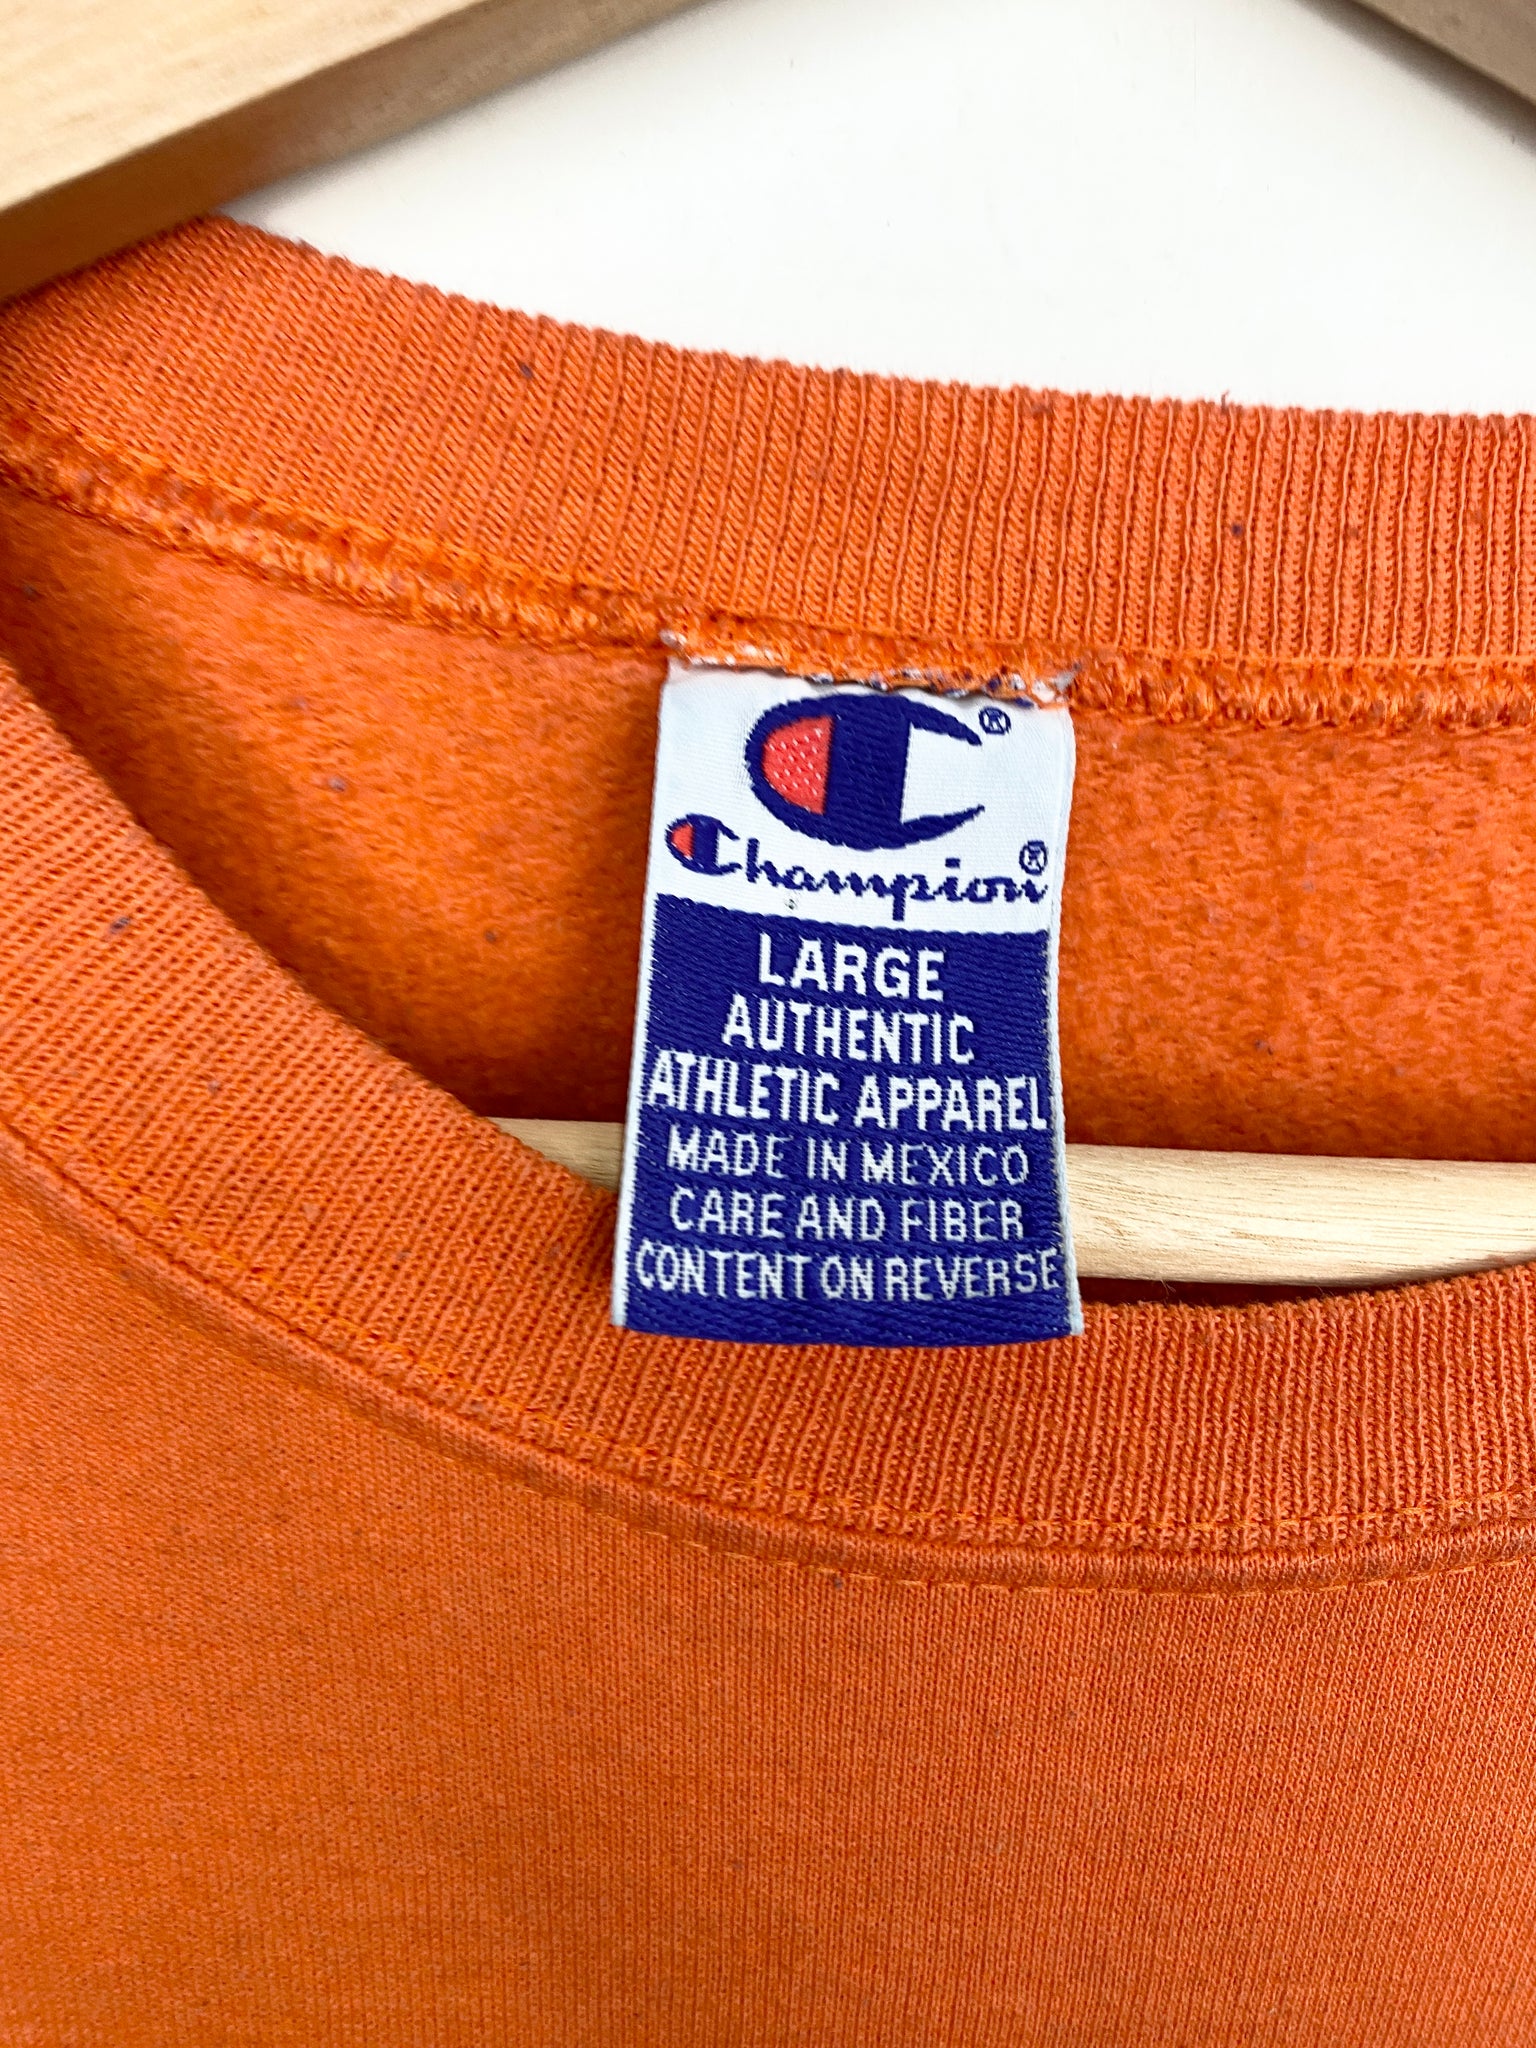 ®
Champion®
LARGE
AUTHENTIC
ATHLETIC APPAREL
MADE IN MEXICO
CARE AND FIBER
CONTENT ON REVERSE